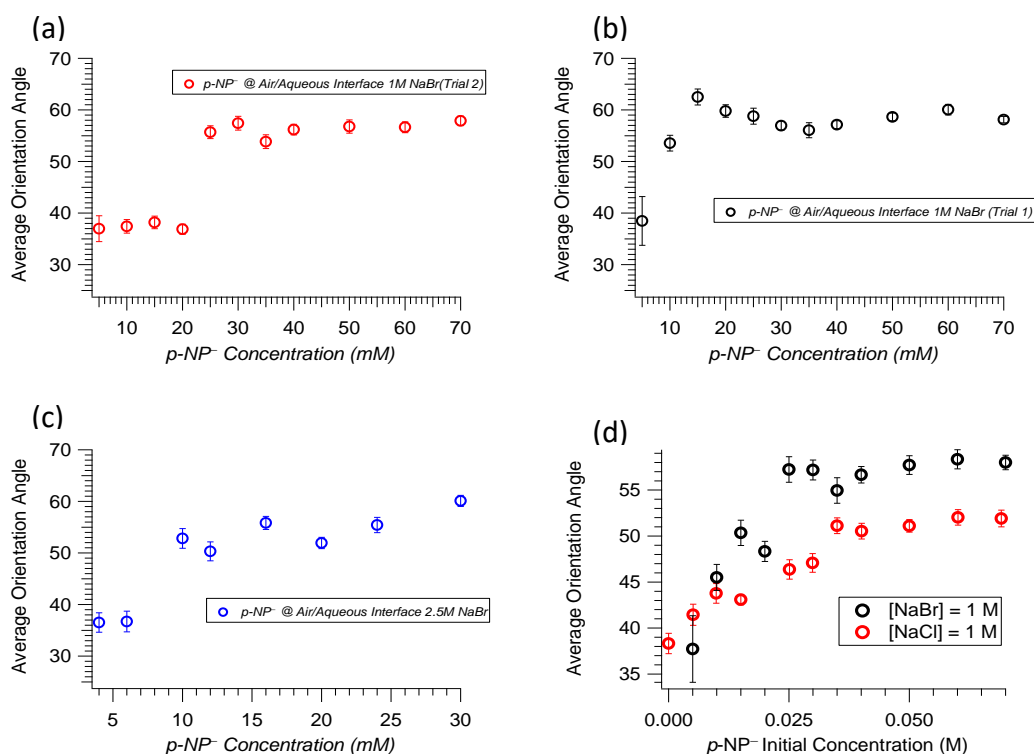 (a)
70
60
50
40
30
Average Orientation Angle
p-NP⁻ @ Air/Aqueous Interface 1M NaBr(Trial 2)
10 20 30 40 50 60 70
p-NP⁻ Concentration (mM)
(b)
70
60
50
40
30
Average Orientation Angle
p-NP⁻ @ Air/Aqueous Interface 1M NaBr (Trial 1)
10 20 30 40 50 60 70
p-NP⁻ Concentration (mM)
(c)
70
60
50
40
30
Average Orientation Angle
p-NP⁻ @ Air/Aqueous Interface 2.5M NaBr
5 10 15 20 25 30
p-NP⁻ Concentration (mM)
(d)
55
50
45
40
35
Average Orientation Angle
[NaBr] = 1 M
[NaCl] = 1 M
0.000 0.025 0.050
p-NP⁻ Initial Concentration (M)